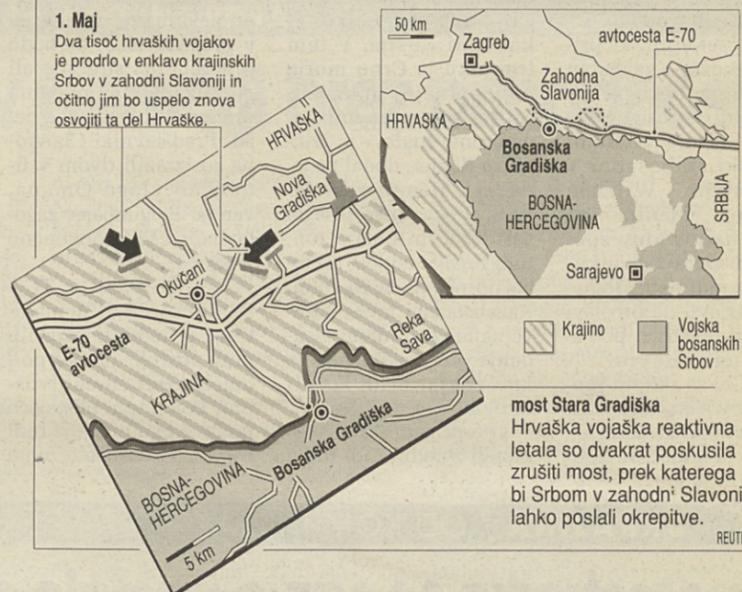 1. Maj
Dva tisoč hrvaških vojakov
je prodrlo v enklavo krajinskih
Srbov v zahodni Slavoniji in
očitno jim bo uspelo znova
osvojiti ta del Hrvaške.
HRVAŠKA
Nova
Gradiška
Okučani
E-70
avtocesta
KRAJINA
Reka
Sava
Bosanska Gradiška
BOSNA-
HERCEGOVINA
5 km
50 km
Zagreb
avtocesta E-70
Zahodna
Slavonija
HRVAŠKA
Bosanska
Gradiška
BOSNA-
HERCEGOVINA
SRBIJA
Sarajevo
Krajino
Vojska
bosanskih
Srbov
most Stara Gradiška
Hrvaška vojaška reaktivna
letala so dvakrat poskusila
zrušiti most, prek katerega
bi Srbom v zahodni Slavoni
lahko poslali okrepitve.
REUT